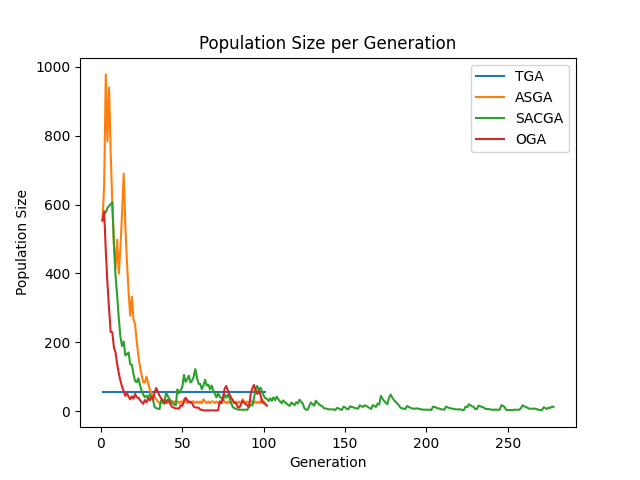 Population Size per Generation
TGA
ASGA
SACGA
OGA
Population Size
1000
800
600
400
200
0
0 50 100 150 200 250
Generation